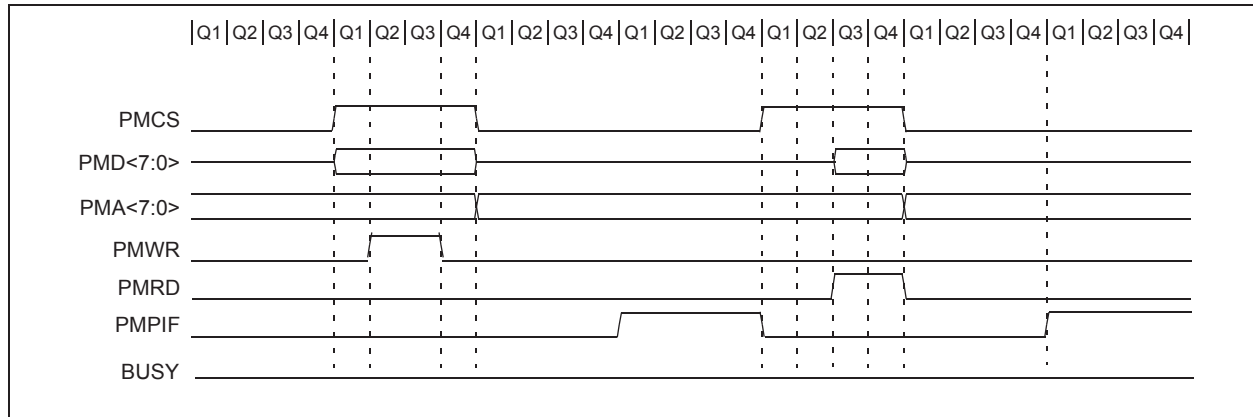 |Q1|Q2|Q3|Q4|Q1|Q2|Q3|Q4|Q1|Q2|Q3|Q4|Q1|Q2|Q3|Q4|Q1|Q2|Q3|Q4|Q1|Q2|Q3|Q4|Q1|Q2|Q3|Q4|
PMCS
PMD<7:0>
PMA<7:0>
PMWR
PMRD
PMPIF
BUSY